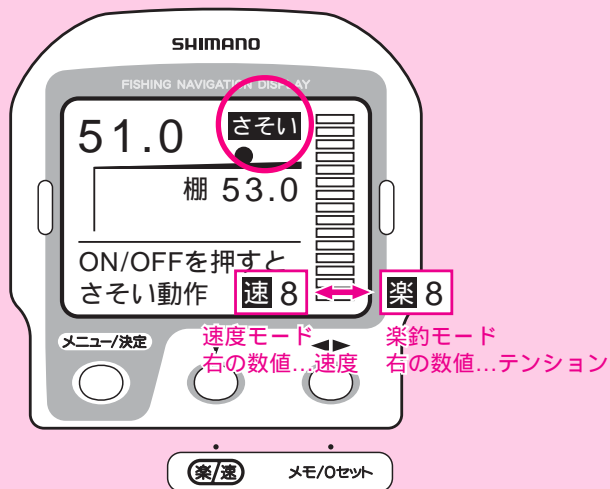 SHIMANO
FISHING NAVIGATION DISPLAY
51.0
さそい
棚 53.0
ON/OFFを押すと
さそい動作
速 8
楽 8
速度モード
右の数値…速度
楽釣モード
右の数値…テンション
メニュー/決定
▼
◀▶
楽/速
メモ/0セット